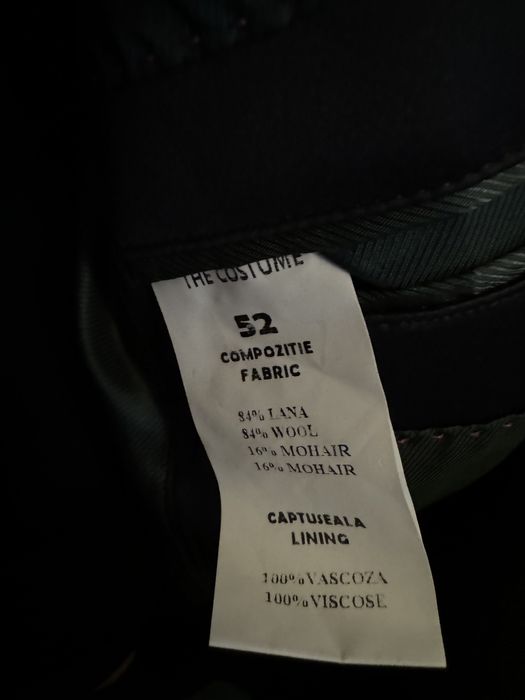 THE COSTUME
52
COMPOZITIE
FABRIC
84% LANA
84% WOOL
16% MOHAIR
16% MOHAIR
CAPTUSEALA
LINING
100% VASCOZA
100% VISCOSE